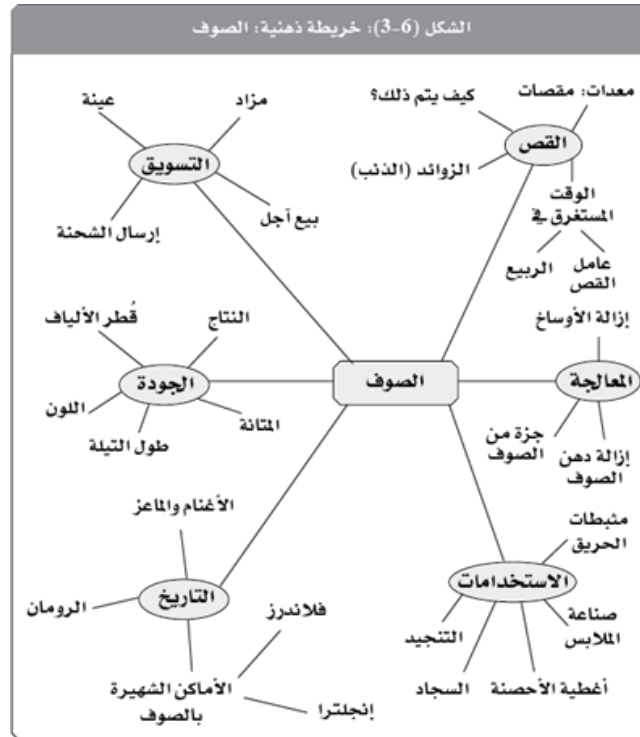 الشكل (6-3): خريطة ذهنية: الصوف
معدات: مقصات
كيف يتم ذلك؟
القص
الزوائد (الذنب)
الوقت
المستغرق في
عامل
القص
الربيع
مزاد
عينة
التسويق
بيع آجل
إرسال الشحنة
إزالة الأوساخ
المعالجة
جزة من
الصوف
إزالة دهن
الصوف
الصوف
النتاج
قُطر الألياف
الجودة
اللون
المتانة
طول التيلة
مثبطات
الحريق
الاستخدامات
صناعة
الملابس
التنجيد
السجاد
أغطية الأحصنة
الأغنام والماعز
التاريخ
الرومان
فلاندرز
الأماكن الشهيرة
بالصوف
إنجلترا